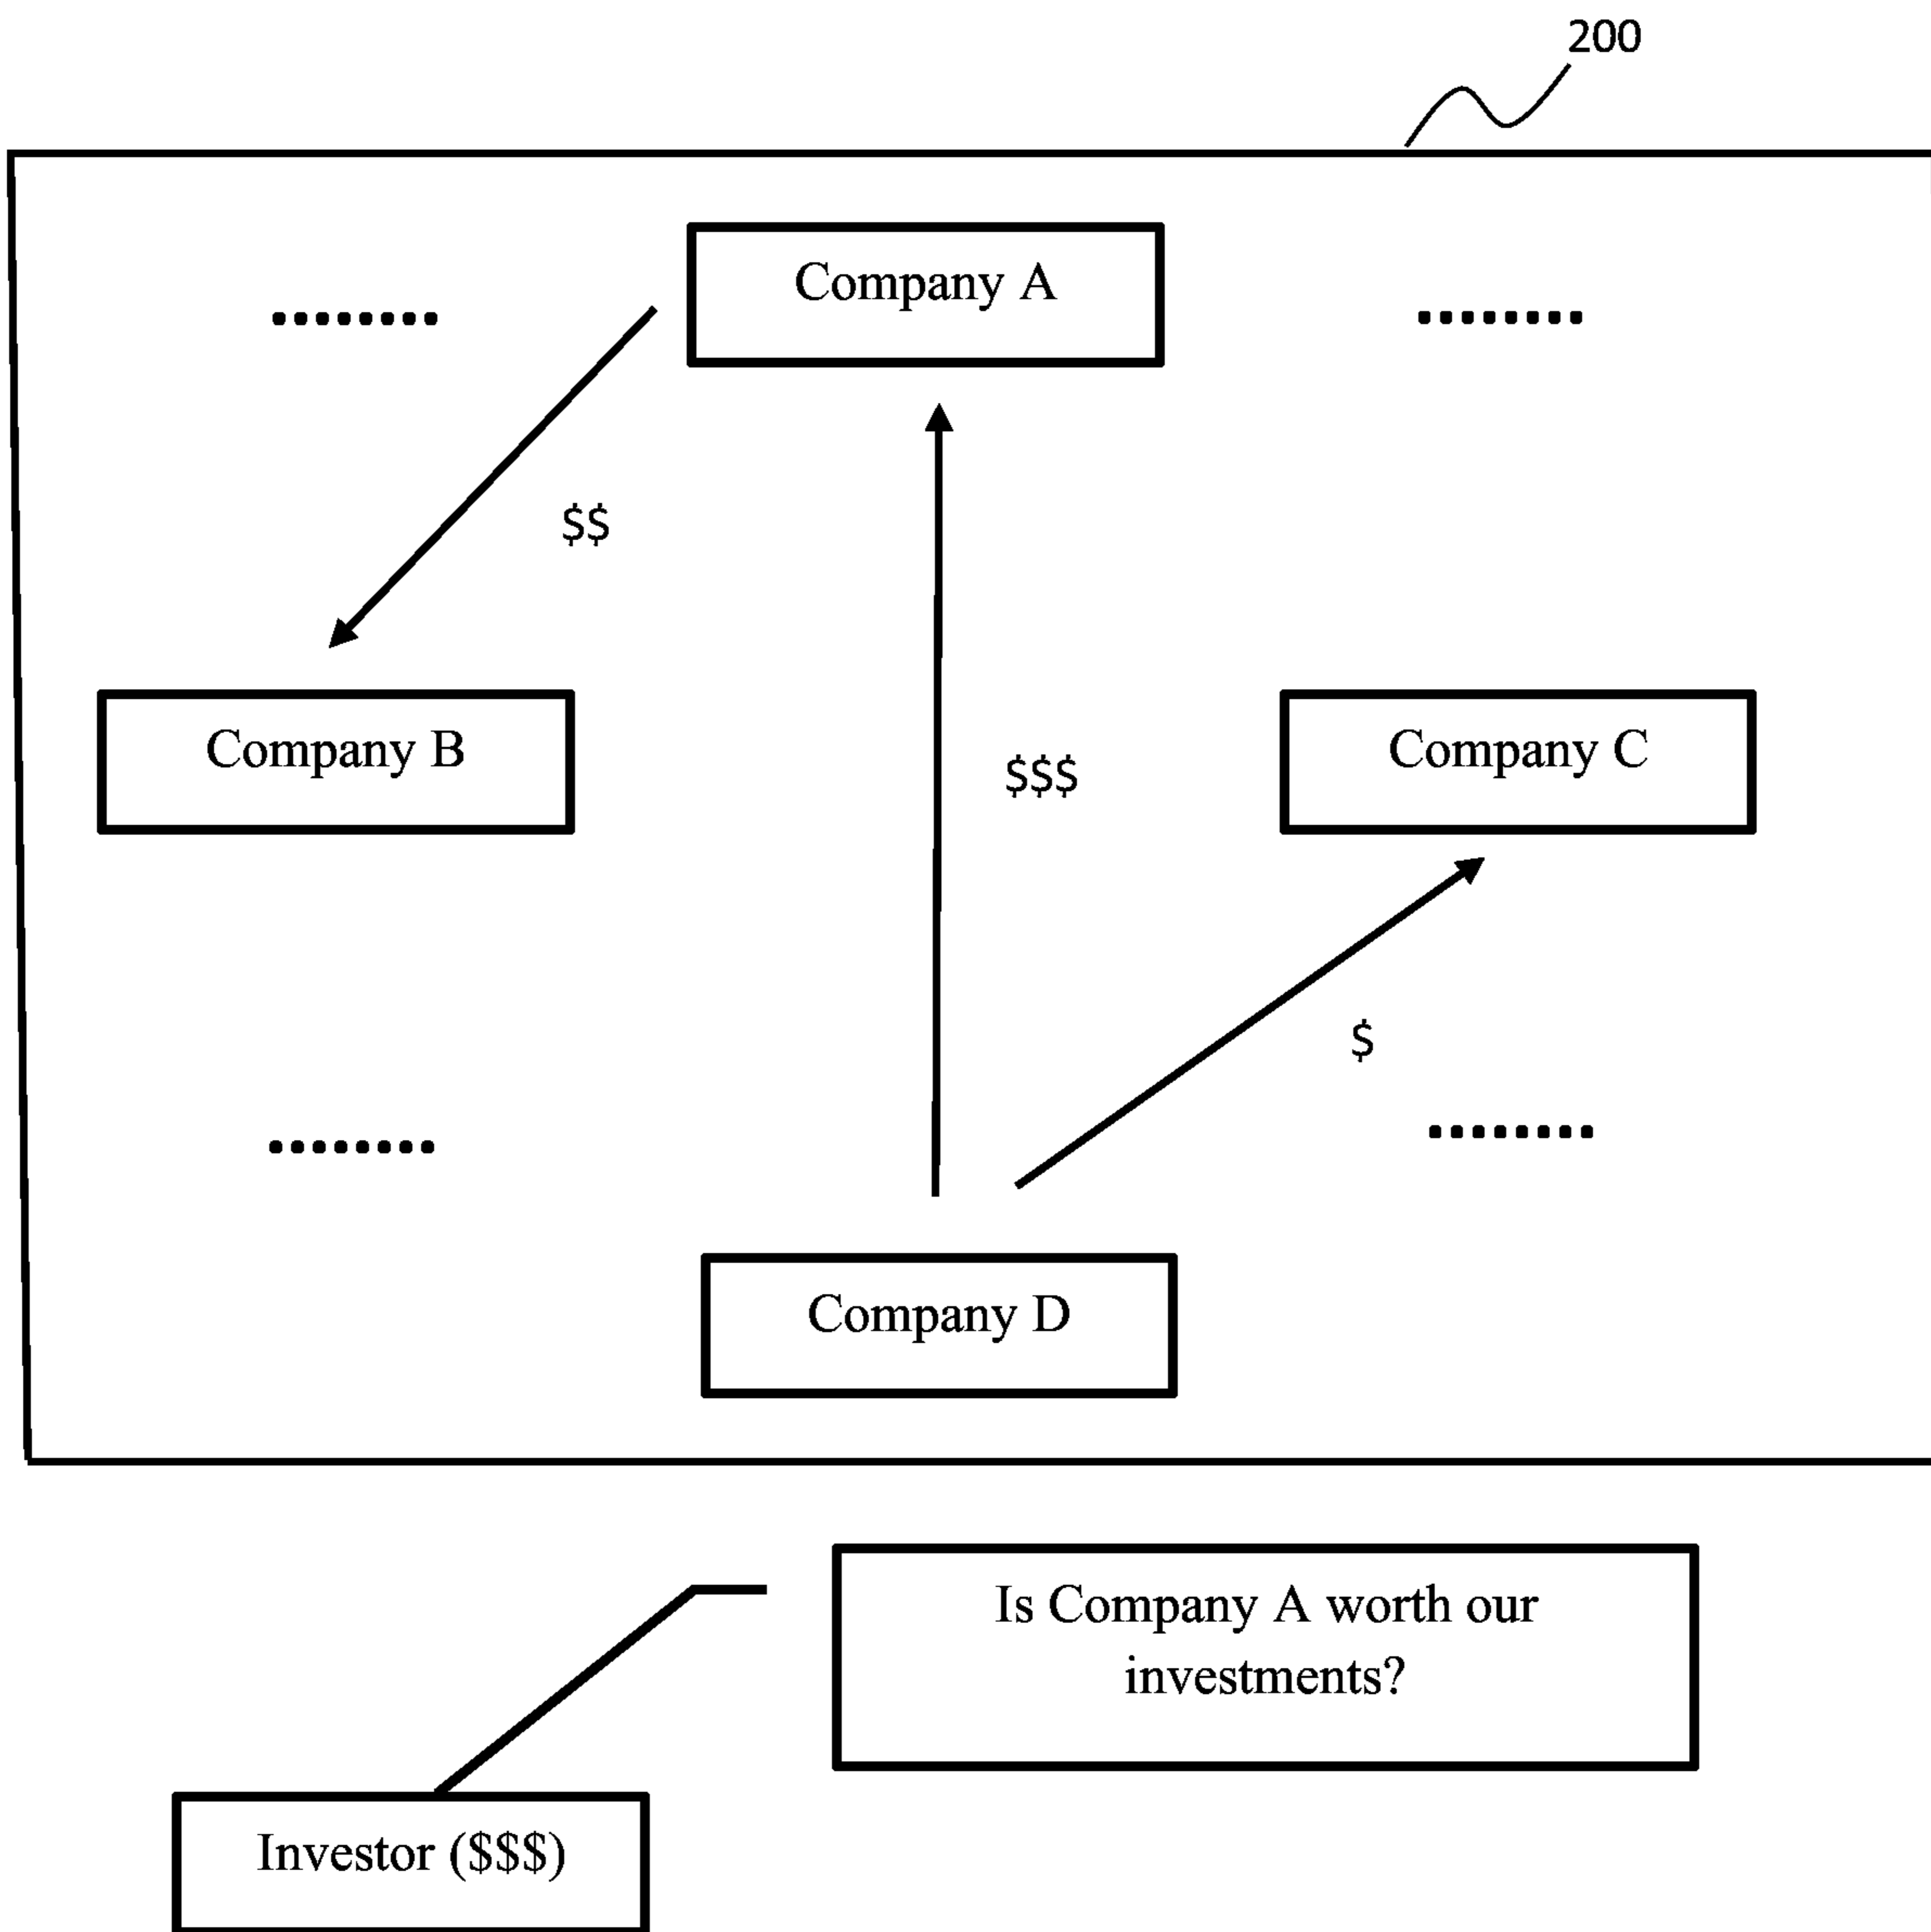 200
Company A
$$
Company B
$$$
Company C
$
Company D
Is Company A worth our
investments?
Investor ($$$)